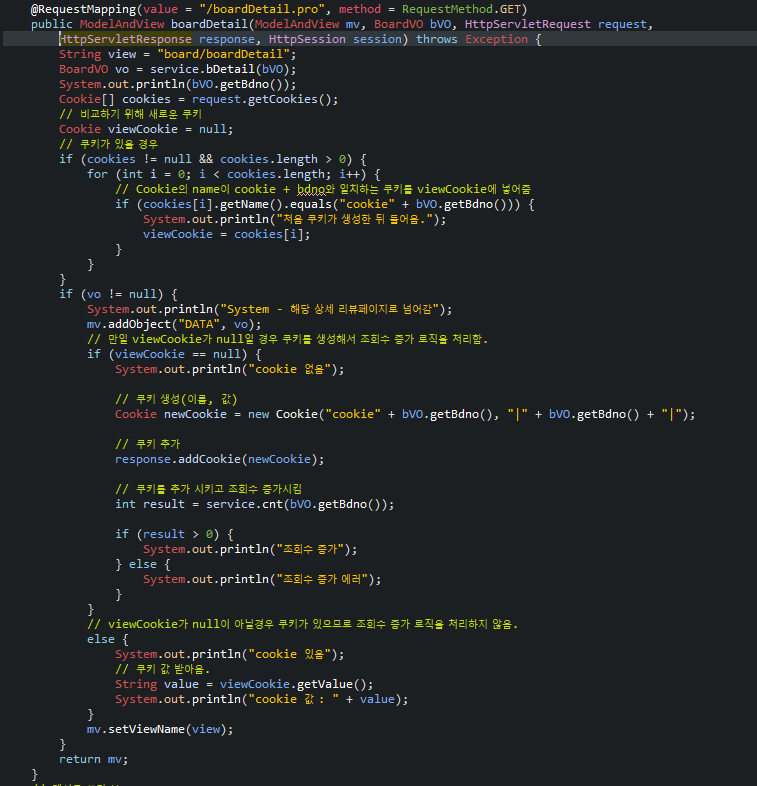 @RequestMapping(value = "/boardDetail.pro", method = RequestMethod.GET)
public ModelAndView boardDetail(ModelAndView mv, BoardVO bVO, HttpServletRequest request,
HttpServletResponse response, HttpSession session) throws Exception {
String view = "board/boardDetail";
BoardVO vo = service.bDetail(bVO);
System.out.println(bVO.getBdno());
Cookie[] cookies = request.getCookies();
// 비교하기 위해 새로운 쿠키
Cookie viewCookie = null;
// 쿠키가 있을 경우
if (cookies != null && cookies.length > 0) {
for (int i = 0; i < cookies.length; i++) {
// Cookie의 name이 cookie + bdno와 일치하는 쿠키를 viewCookie에 넣어줌
if (cookies[i].getName().equals("cookie" + bVO.getBdno())) {
System.out.println("처음 쿠키가 생성한 뒤 들어옴.");
viewCookie = cookies[i];
}
}
}
if (vo != null) {
System.out.println("System - 해당 상세 리뷰페이지로 넘어감");
mv.addObject("DATA", vo);
// 만일 viewCookie가 null일 경우 쿠키를 생성해서 조회수 증가 로직을 처리함.
if (viewCookie == null) {
System.out.println("cookie 없음");
// 쿠키 생성(이름, 값)
Cookie newCookie = new Cookie("cookie" + bVO.getBdno(), "|" + bVO.getBdno() + "|");
// 쿠키 추가
response.addCookie(newCookie);
// 쿠키를 추가 시키고 조회수 증가시킴
int result = service.cnt(bVO.getBdno());
if (result > 0) {
System.out.println("조회수 증가");
} else {
System.out.println("조회수 증가 에러");
}
}
// viewCookie가 null이 아닐경우 쿠키가 있으므로 조회수 증가 로직을 처리하지 않음.
else {
System.out.println("cookie 있음");
// 쿠키 값 받아옴.
String value = viewCookie.getValue();
System.out.println("cookie 값 : " + value);
}
mv.setViewName(view);
}
return mv;
}